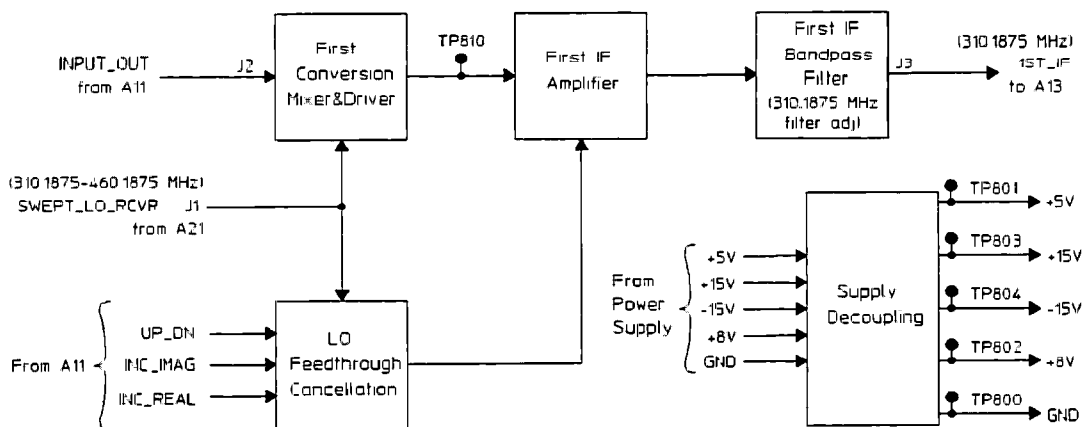 INPUT_OUT
from A11
J2
First
Conversion
Mixer&Driver
TP810
First IF
Amplifier
First IF
Bandpass
Filter
(310.1875 MHz
filter adj)
J3
(310.1875 MHz)
1ST_IF
to A13
(310.1875-460.1875 MHz)
SWEPT_LO_RCVR J1
from A21
From A11
UP_DN
INC_IMAG
INC_REAL
LO
Feedthrough
Cancellation
From
Power
Supply
+5V
+15V
-15V
+8V
GND
Supply
Decoupling
TP801
+5V
TP803
+15V
TP804
-15V
TP802
+8V
TP800
GND